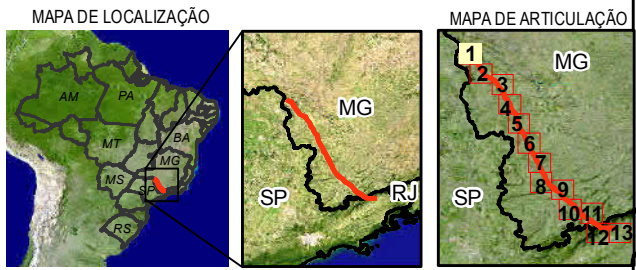 MAPA DE LOCALIZAÇÃO
AM
PA
MT
BA
MG
MS
SP
RS
MG
SP
RJ
MAPA DE ARTICULAÇÃO
MG
SP
1
2
3
4
5
6
7
8
9
10
11
12
13